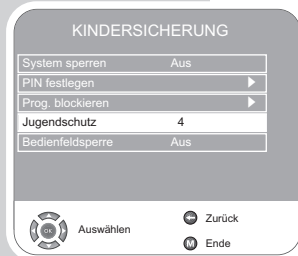 KINDERSICHERUNG
System sperren Aus
PIN festlegen
Prog. blockieren
Jugendschutz 4
Bedienfeldsperre Aus
OK Auswählen
Zurück
M Ende